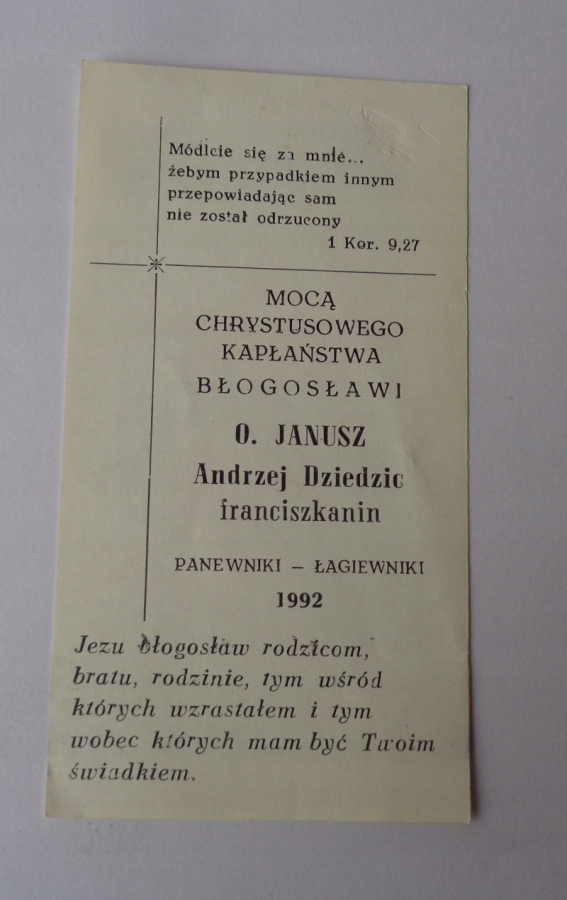 Módlcie się za mnie...
żebym przypadkiem innym
przepowiadając sam
nie został odrzucony
1 Kor. 9,27
MOCĄ
CHRYSTUSOWEGO
KAPŁAŃSTWA
BŁOGOSŁAWI
O. JANUSZ
Andrzej Dziedzic
franciszkanin
PANEWNIKI – ŁAGIEWNIKI
1992
Jezu błogosław rodzicom,
bratu, rodzinie, tym wśród
których wzrastałem i tym
wobec których mam być Twoim
świadkiem.